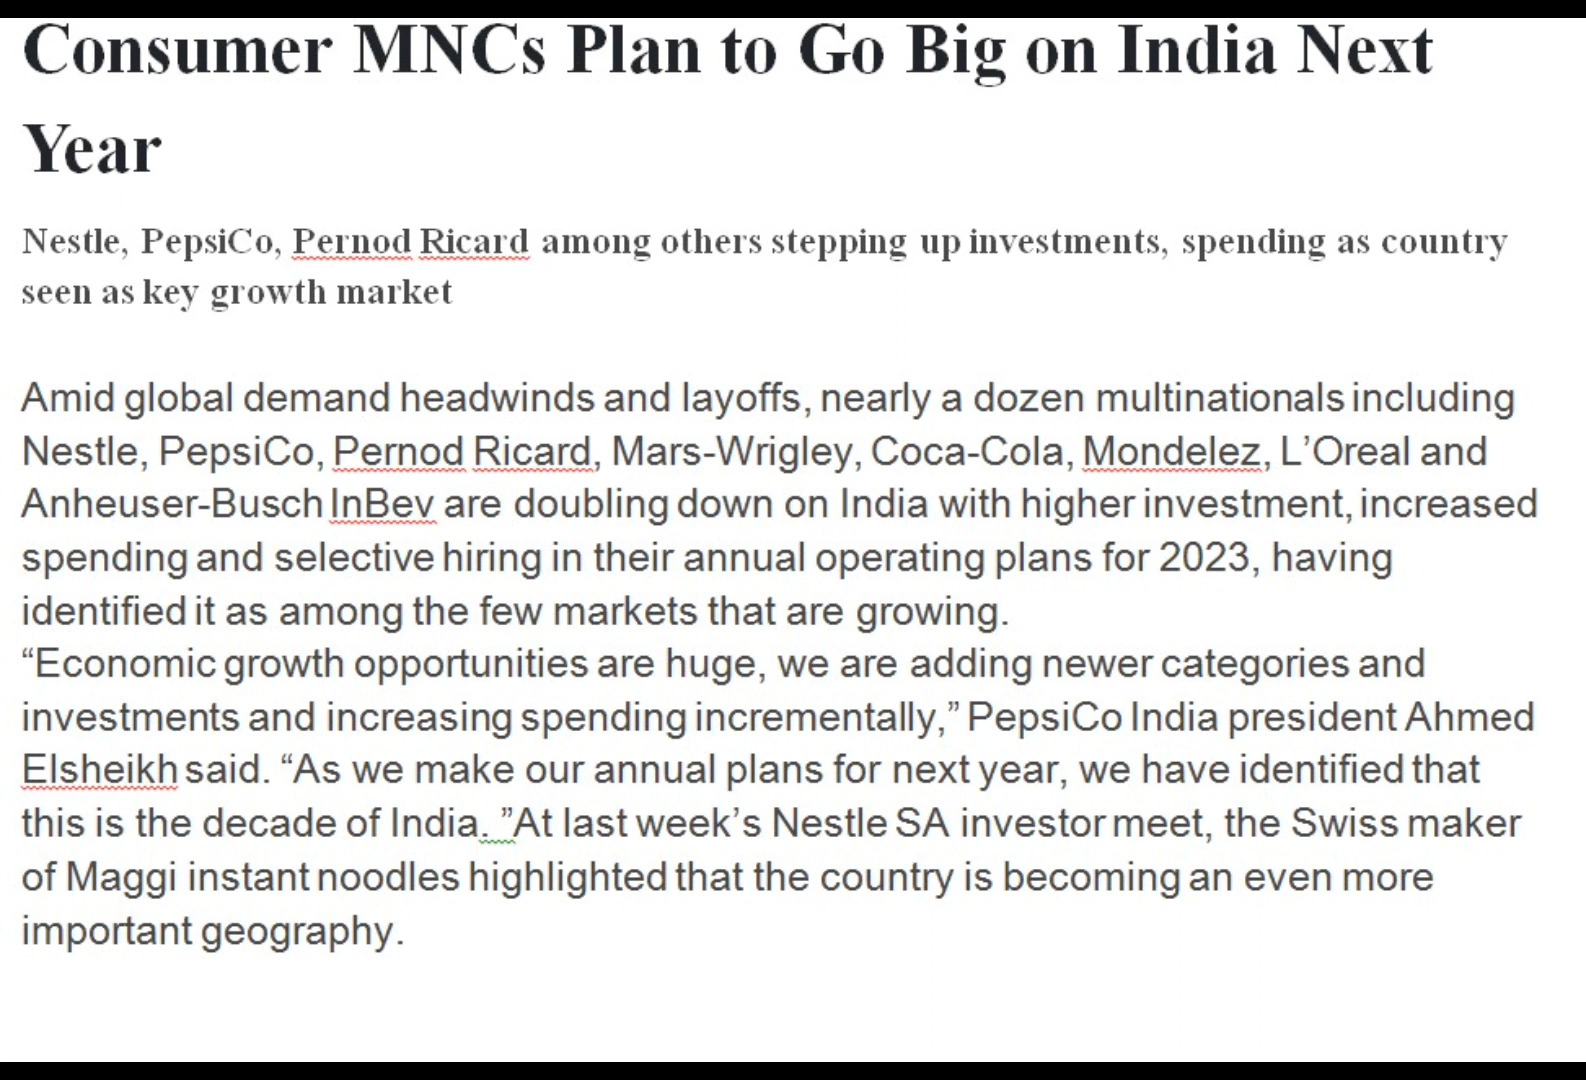 Consumer MNCs Plan to Go Big on India Next
Year
Nestle, PepsiCo, Pernod Ricard among others stepping up investments, spending as country
seen as key growth market
Amid global demand headwinds and layoffs, nearly a dozen multinationals including
Nestle, PepsiCo, Pernod Ricard, Mars-Wrigley, Coca-Cola, Mondelez, L’Oreal and
Anheuser-Busch InBev are doubling down on India with higher investment, increased
spending and selective hiring in their annual operating plans for 2023, having
identified it as among the few markets that are growing.
“Economic growth opportunities are huge, we are adding newer categories and
investments and increasing spending incrementally,” PepsiCo India president Ahmed
Elsheikh said. “As we make our annual plans for next year, we have identified that
this is the decade of India. ”At last week’s Nestle SA investor meet, the Swiss maker
of Maggi instant noodles highlighted that the country is becoming an even more
important geography.